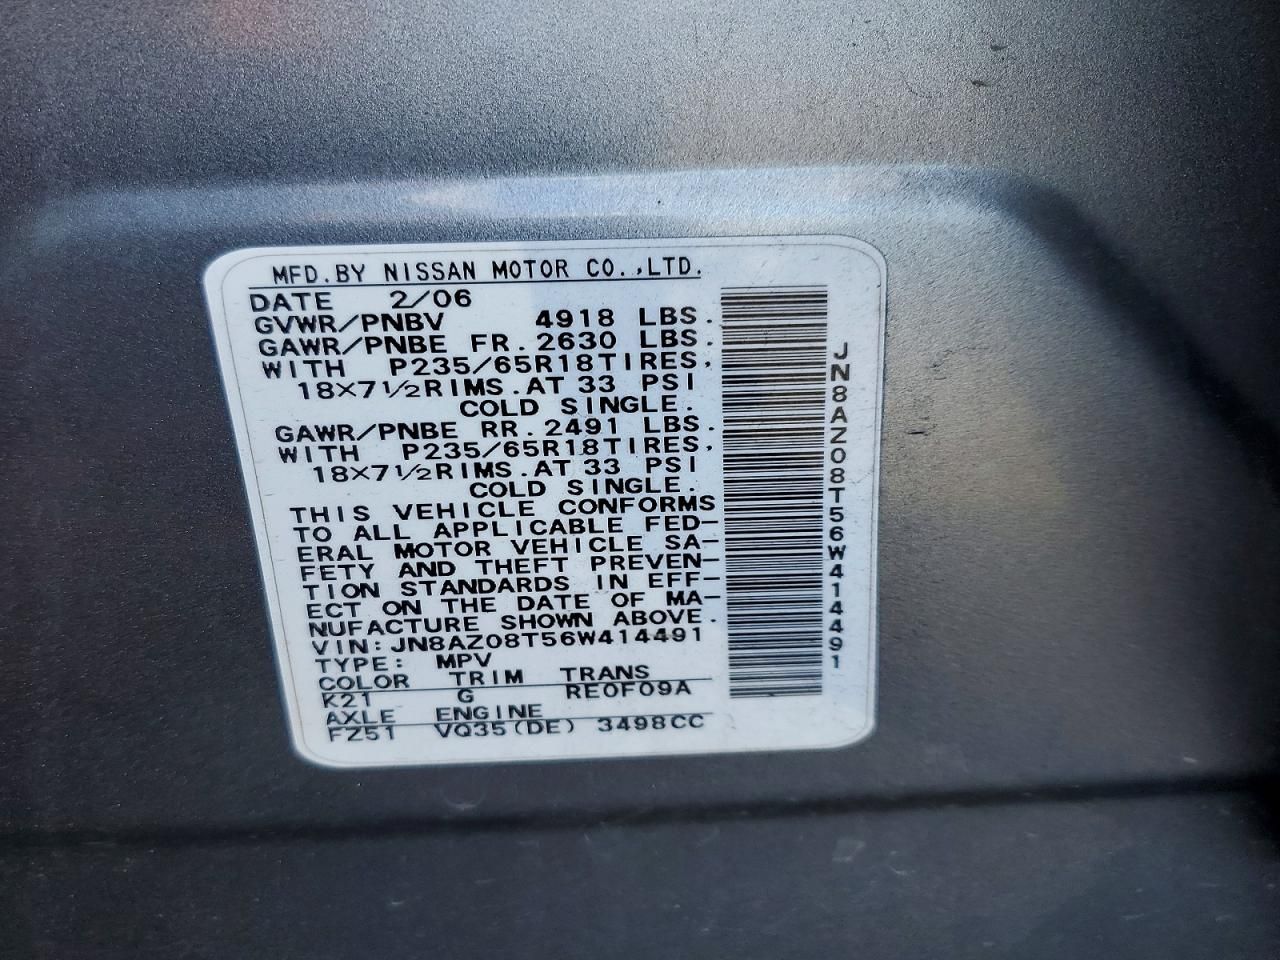 MFD.BY NISSAN MOTOR CO.,LTD.
DATE 2/06
GVWR/PNBV 4918 LBS.
GAWR/PNBE FR. 2630 LBS.
WITH P235/65R18TIRES,
18×7½RIMS.AT 33 PSI
COLD SINGLE.
GAWR/PNBE RR. 2491 LBS.
WITH P235/65R18TIRES,
18×7½RIMS.AT 33 PSI
COLD SINGLE.
THIS VEHICLE CONFORMS
TO ALL APPLICABLE FED-
ERAL MOTOR VEHICLE SA-
FETY AND THEFT PREVEN-
TION STANDARDS IN EFF-
ECT ON THE DATE OF MA-
NUFACTURE SHOWN ABOVE.
VIN:JN8AZ08T56W414491
TYPE: MPV
COLOR TRIM TRANS
K21 G RE0F09A
AXLE ENGINE
FZ51 VQ35(DE) 3498CC
JN8AZ08T56W414491